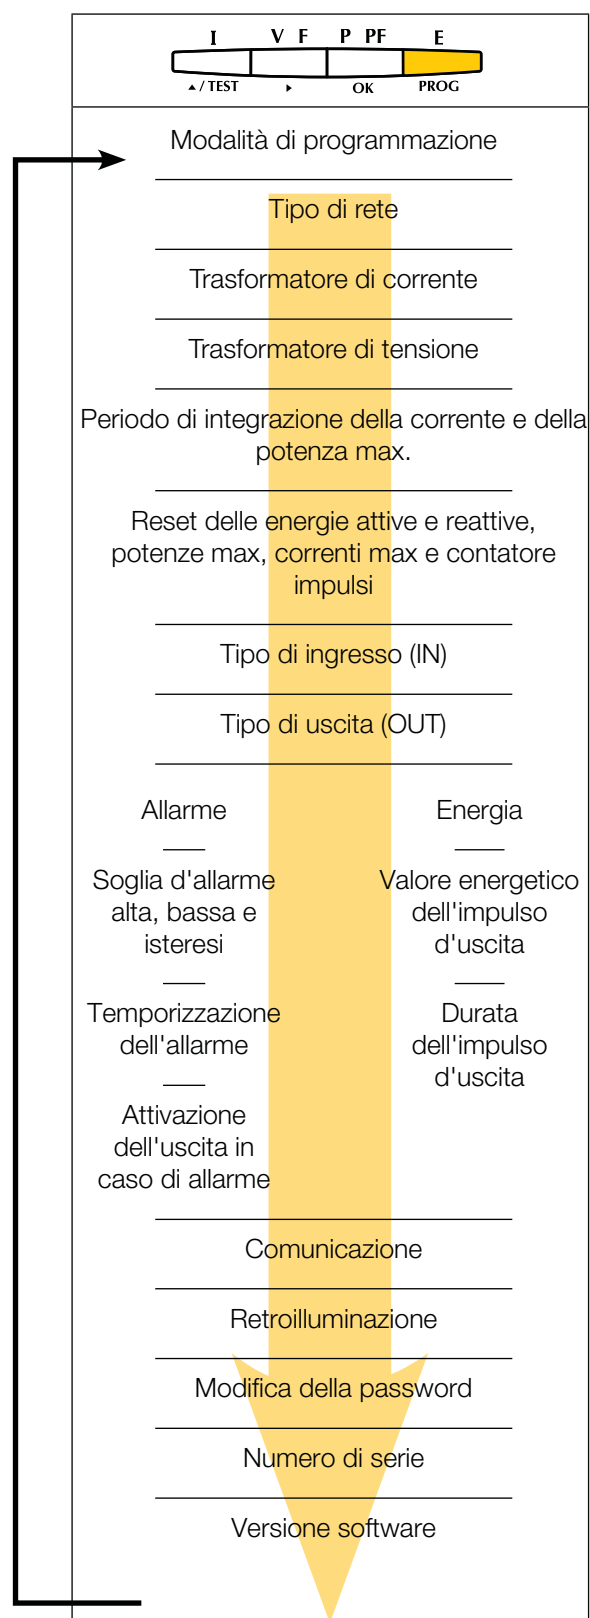 I V F P PF E
▲ / TEST ▶ OK PROG
Modalità di programmazione
Tipo di rete
Trasformatore di corrente
Trasformatore di tensione
Periodo di integrazione della corrente e della
potenza max.
Reset delle energie attive e reattive,
potenze max, correnti max e contatore
impulsi
Tipo di ingresso (IN)
Tipo di uscita (OUT)
Allarme
Soglia d'allarme
alta, bassa e
isteresi
Temporizzazione
dell'allarme
Attivazione
dell'uscita in
caso di allarme
Energia
Valore energetico
dell'impulso
d'uscita
Durata
dell'impulso
d'uscita
Comunicazione
Retroilluminazione
Modifica della password
Numero di serie
Versione software